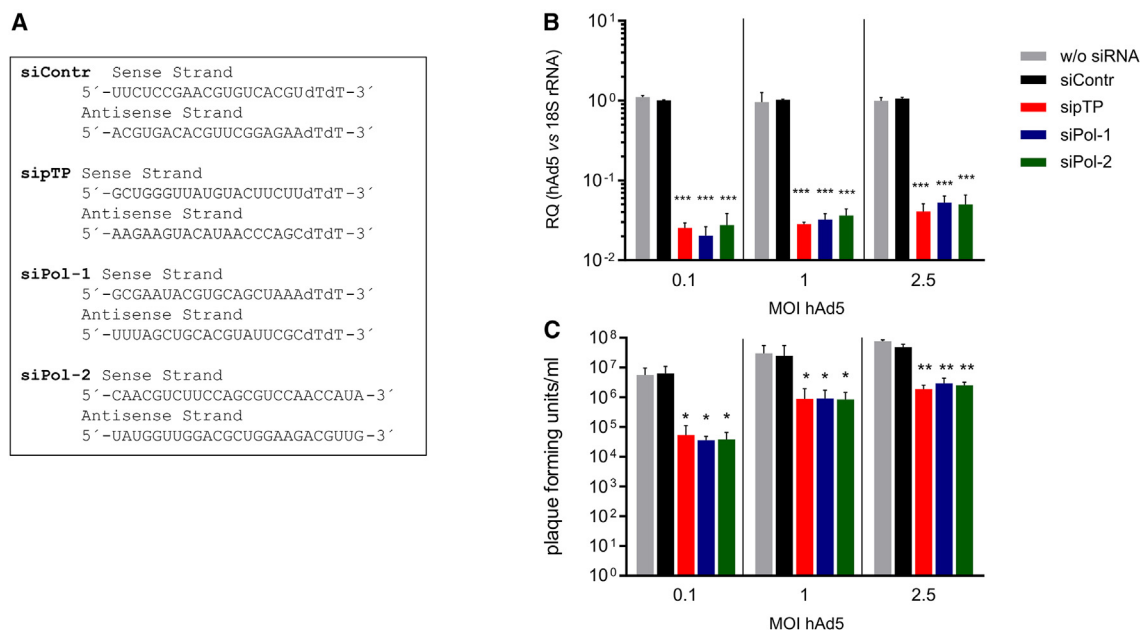 A
siContr Sense Strand
5´-UUCUCCGAACGUGUCACGUdTdT-3´
Antisense Strand
5´-ACGUGACACGUUCGGAGAAdTdT-3´
sipTP Sense Strand
5´-GCUGGGUUAUGUACUUCUUdTdT-3´
Antisense Strand
5´-AAGAAGUACAUAACCCAGCdTdT-3´
siPol-1 Sense Strand
5´-GCGAAUACGUGCAGCUAAAdTdT-3´
Antisense Strand
5´-UUUAGCUGCACGUAUUCGCdTdT-3´
siPol-2 Sense Strand
5´-CAACGUCUUCCAGCGUCCAACCAUA-3´
Antisense Strand
5´-UAUGGUUGGACGCUGGAAGACGUUG-3´
B
RQ (hAd5 vs 18S rRNA)
10¹
10⁰
10⁻¹
10⁻²
*** *** *** *** *** *** *** *** ***
0.1 1 2.5
MOI hAd5
w/o siRNA
siContr
sipTP
siPol-1
siPol-2
C
plaque forming units/ml
10⁸
10⁷
10⁶
10⁵
10⁴
10³
10²
10¹
10⁰
* * * * * * ** ** **
0.1 1 2.5
MOI hAd5